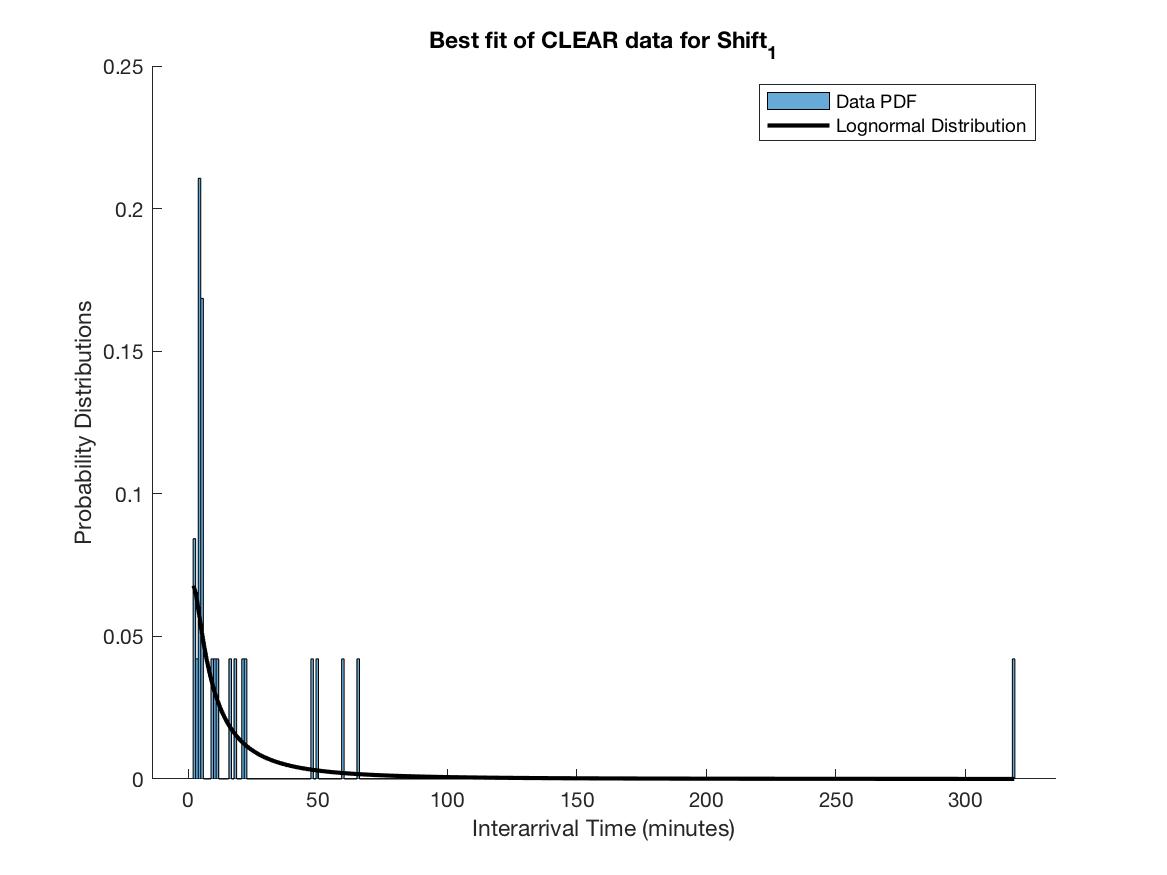 Best fit of CLEAR data for Shift₁
Data PDF
Lognormal Distribution
Probability Distributions
0.25
0.2
0.15
0.1
0.05
0
0 50 100 150 200 250 300
Interarrival Time (minutes)